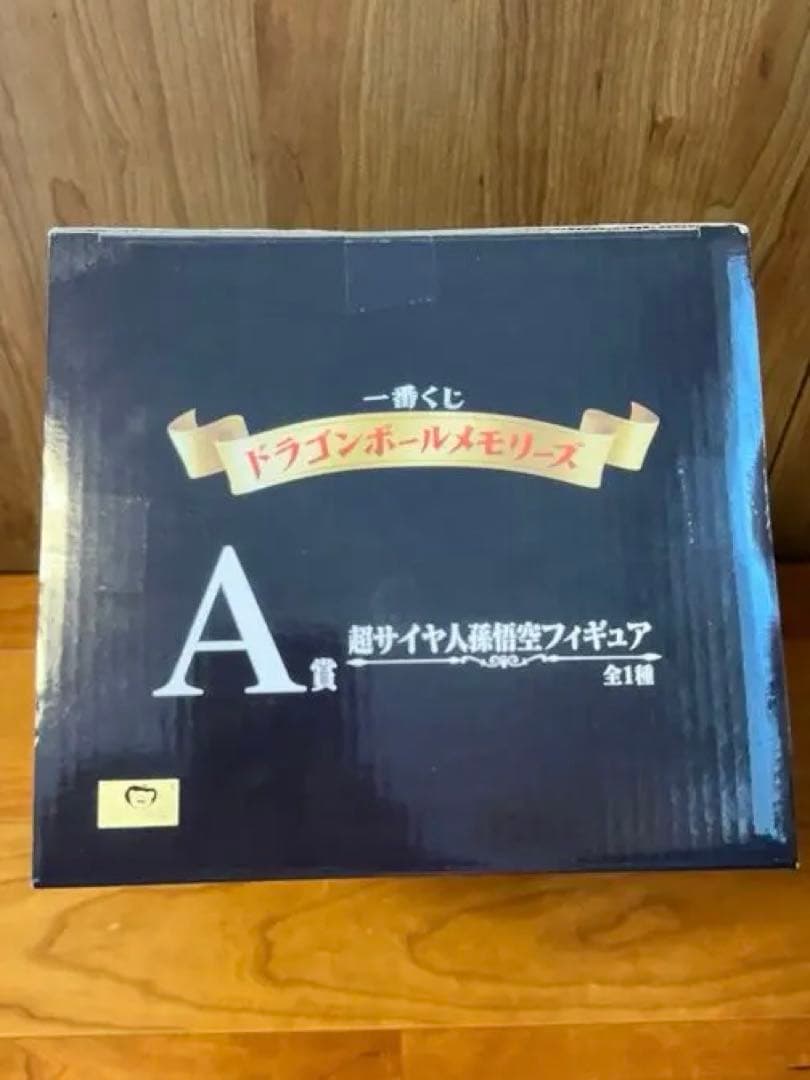 一番くじ
ドラゴンボールメモリーズ
A賞
超サイヤ人孫悟空フィギュア
全1種